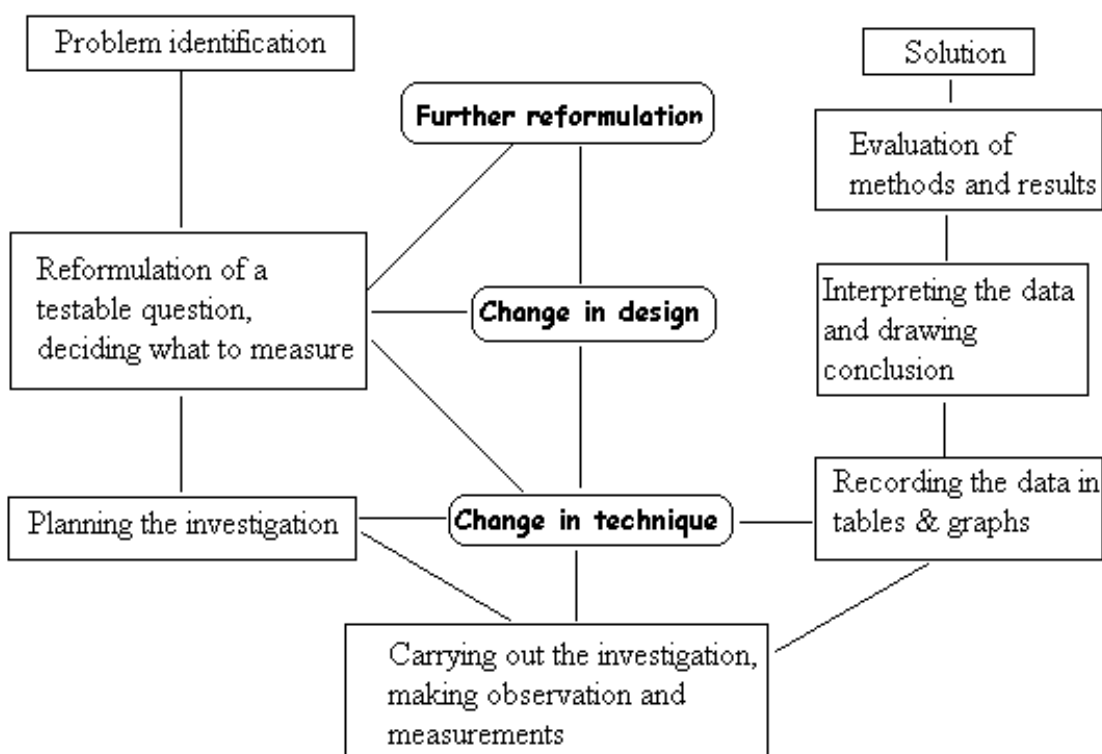 Problem identification
Solution
Further reformulation
Evaluation of
methods and results
Reformulation of a
testable question,
deciding what to measure
Change in design
Interpreting the data
and drawing
conclusion
Planning the investigation
Change in technique
Recording the data in
tables & graphs
Carrying out the investigation,
making observation and
measurements